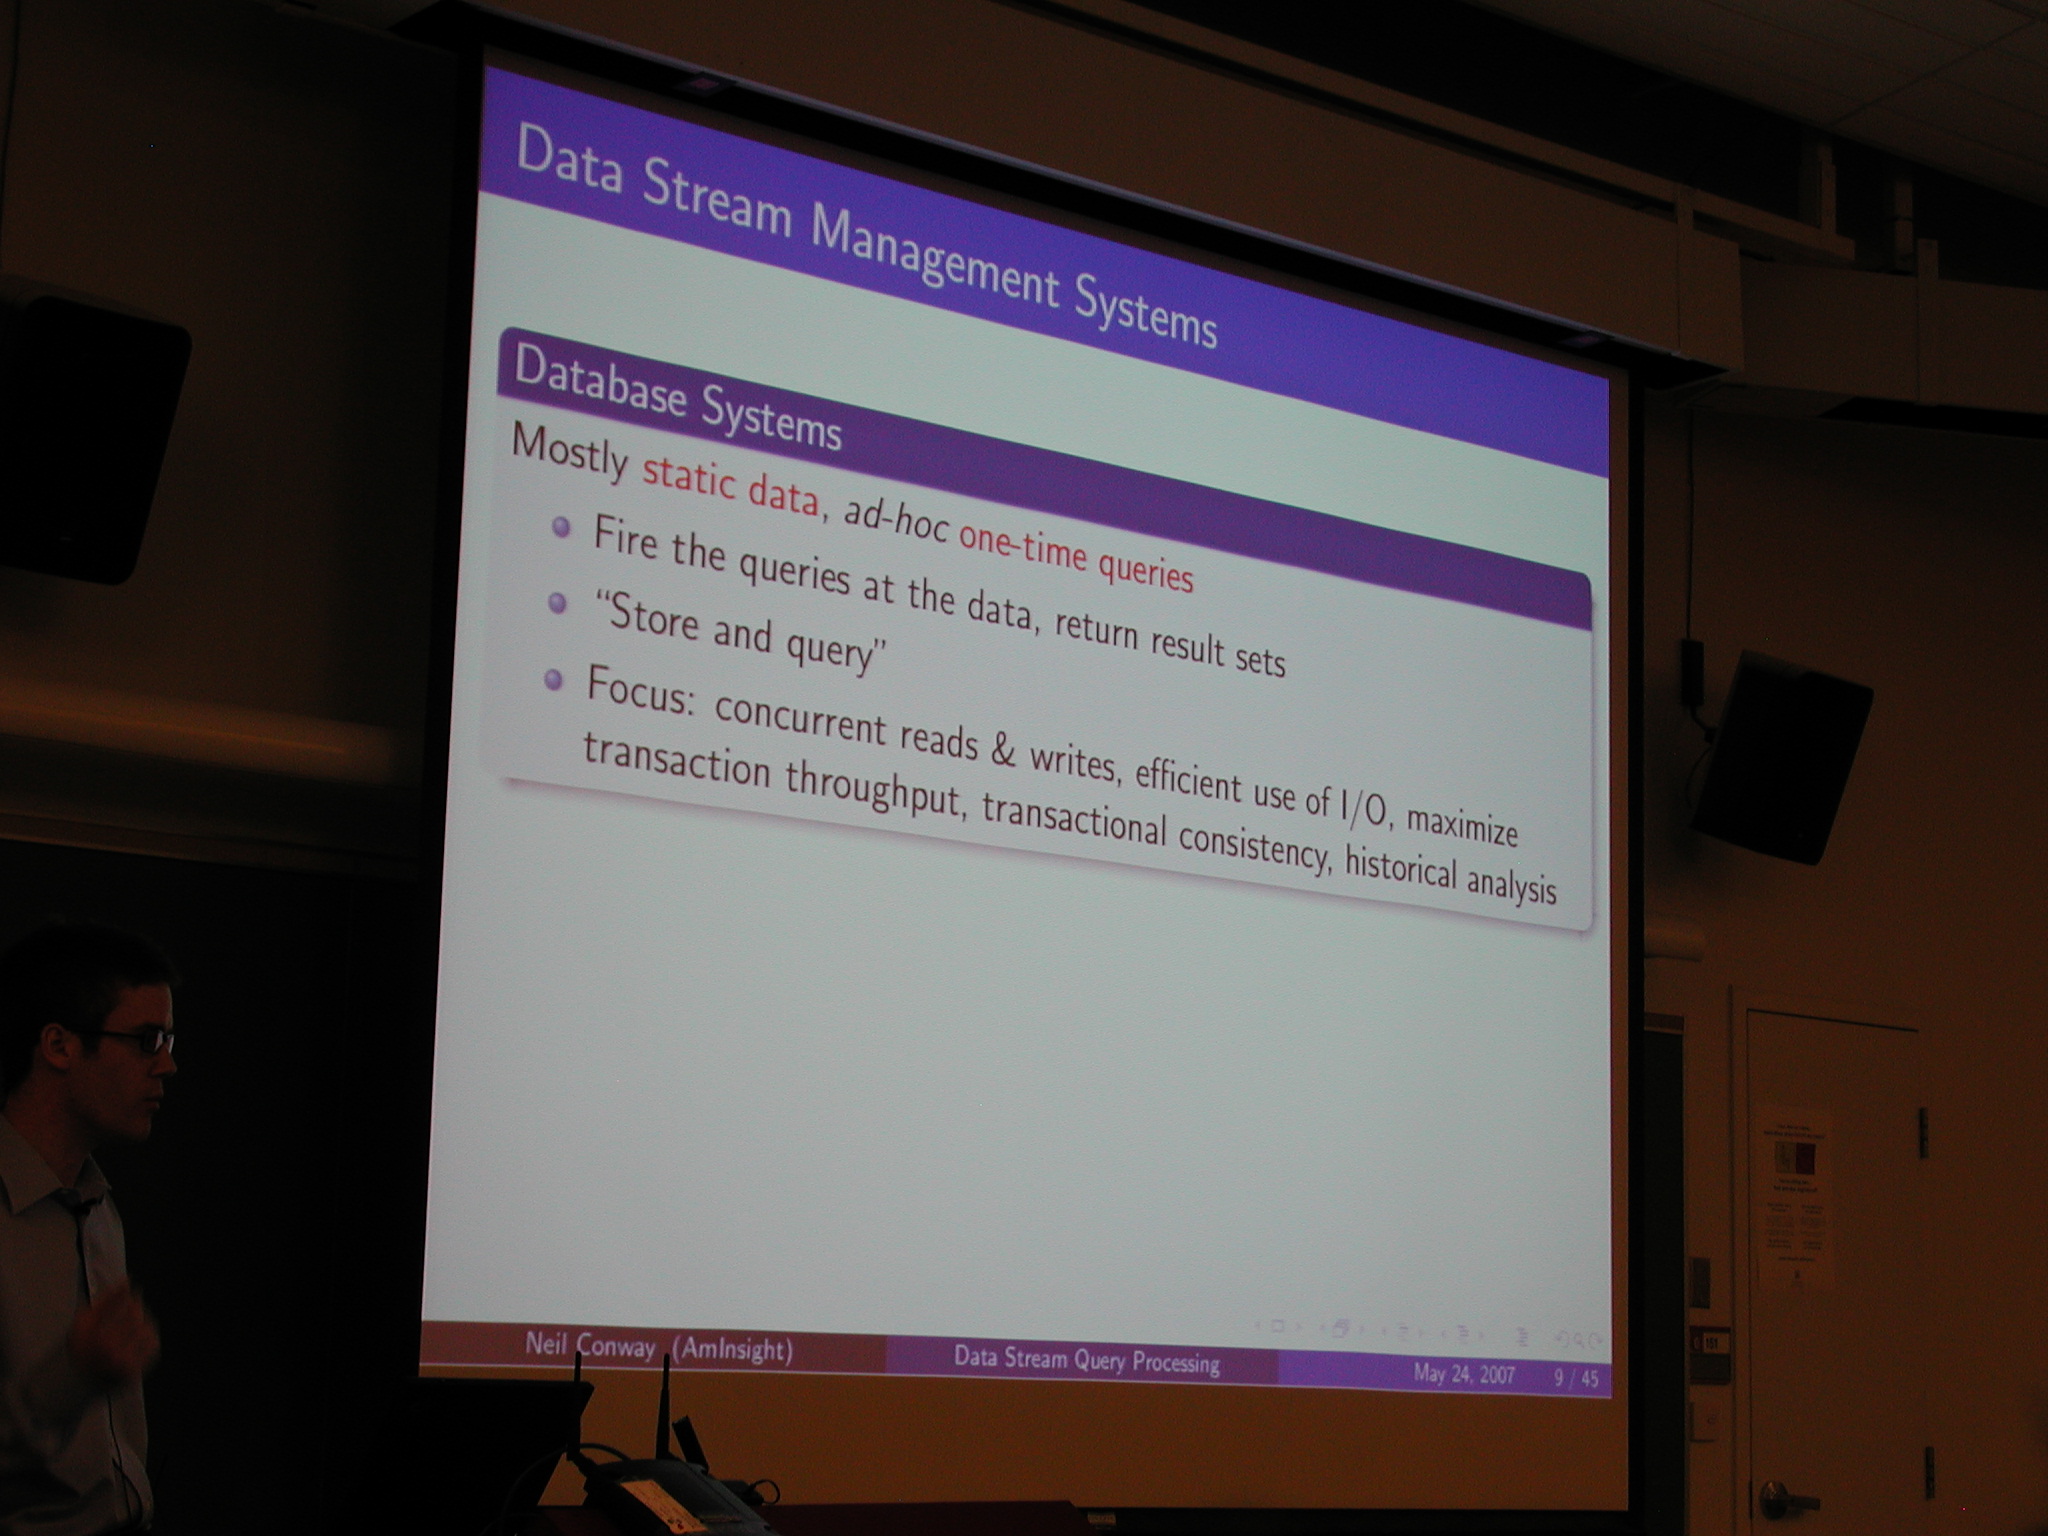 Data Stream Management Systems
Database Systems
Mostly static data, ad-hoc one-time queries
Fire the queries at the data, return result sets
“Store and query”
Focus: concurrent reads & writes, efficient use of I/O, maximize
transaction throughput, transactional consistency, historical analysis
Neil Conway (AmInsight)
Data Stream Query Processing
May 24, 2007
9 / 45
151